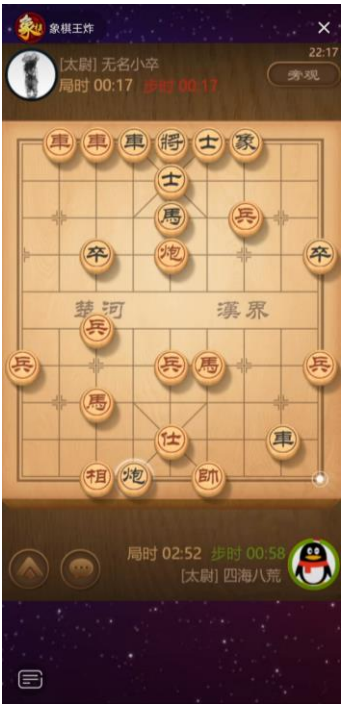 象棋
象棋王炸
22:17
[太尉] 无名小卒
局时 00:17 步时 00:17
旁观
車 車 車 將 士 象
士
馬 兵
卒 炮 卒
楚河 漢界
兵
兵 兵 馬 兵
馬
仕 車
相 炮 帥
局时 02:52 步时 00:58
[太尉] 四海八荒